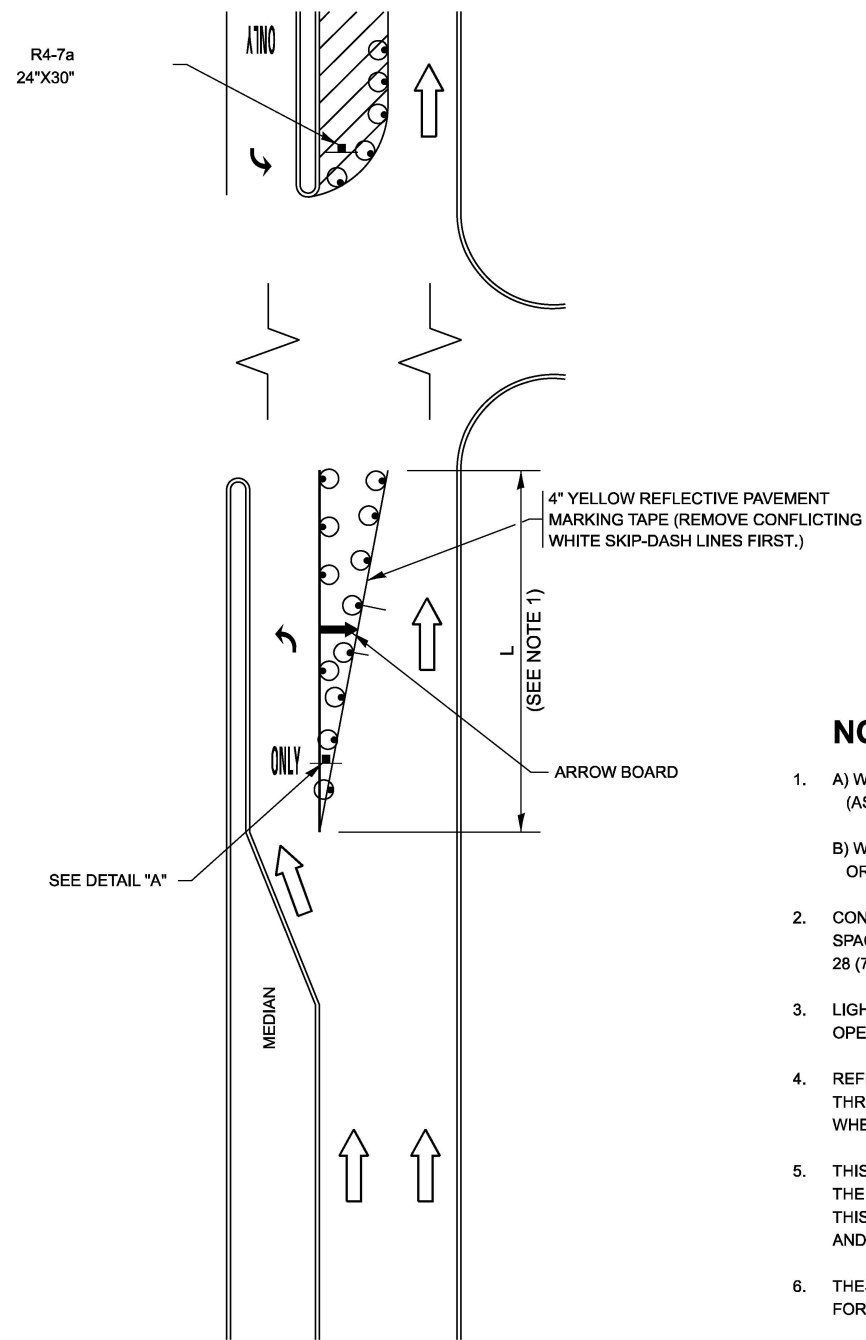 ONLY
R4-7a
24"X30"
4" YELLOW REFLECTIVE PAVEMENT
MARKING TAPE (REMOVE CONFLICTING
WHITE SKIP-DASH LINES FIRST.)
L
(SEE NOTE 1)
ONLY
ARROW BOARD
SEE DETAIL "A"
MEDIAN
1. A) W
B) W
OR
2. CON
SPA
28 (7
3. LIGH
OPE
4. REF
THR
WHE
5. THIS
THE
THIS
AND
6. THE
FOR